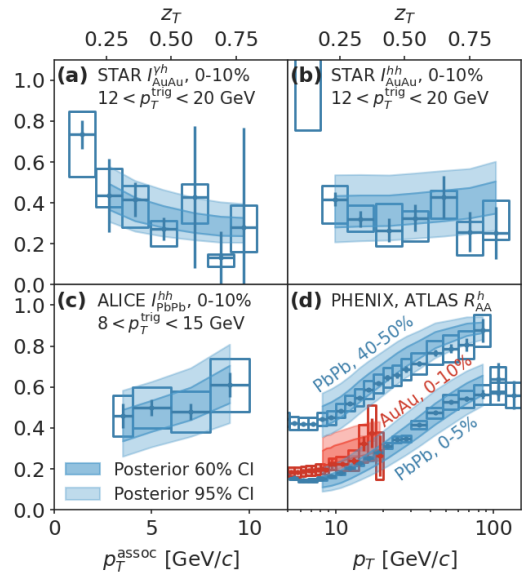 z_T z_T
0.25 0.50 0.75 0.25 0.50 0.75
1.0
0.8
0.6
0.4
0.2
0.0
(a) STAR I^{γh}_{AuAu}, 0-10%
12 < p_T^{trig} < 20 GeV
(b) STAR I^{hh}_{AuAu}, 0-10%
12 < p_T^{trig} < 20 GeV
1.0
0.8
0.6
0.4
0.2
0.0
(c) ALICE I^{hh}_{PbPb}, 0-10%
8 < p_T^{trig} < 15 GeV
Posterior 60% CI
Posterior 95% CI
(d) PHENIX, ATLAS R^h_{AA}
PbPb, 40-50%
AuAu, 0-10%
PbPb, 0-5%
0 5 10 10 100
p_T^{assoc} [GeV/c] p_T [GeV/c]